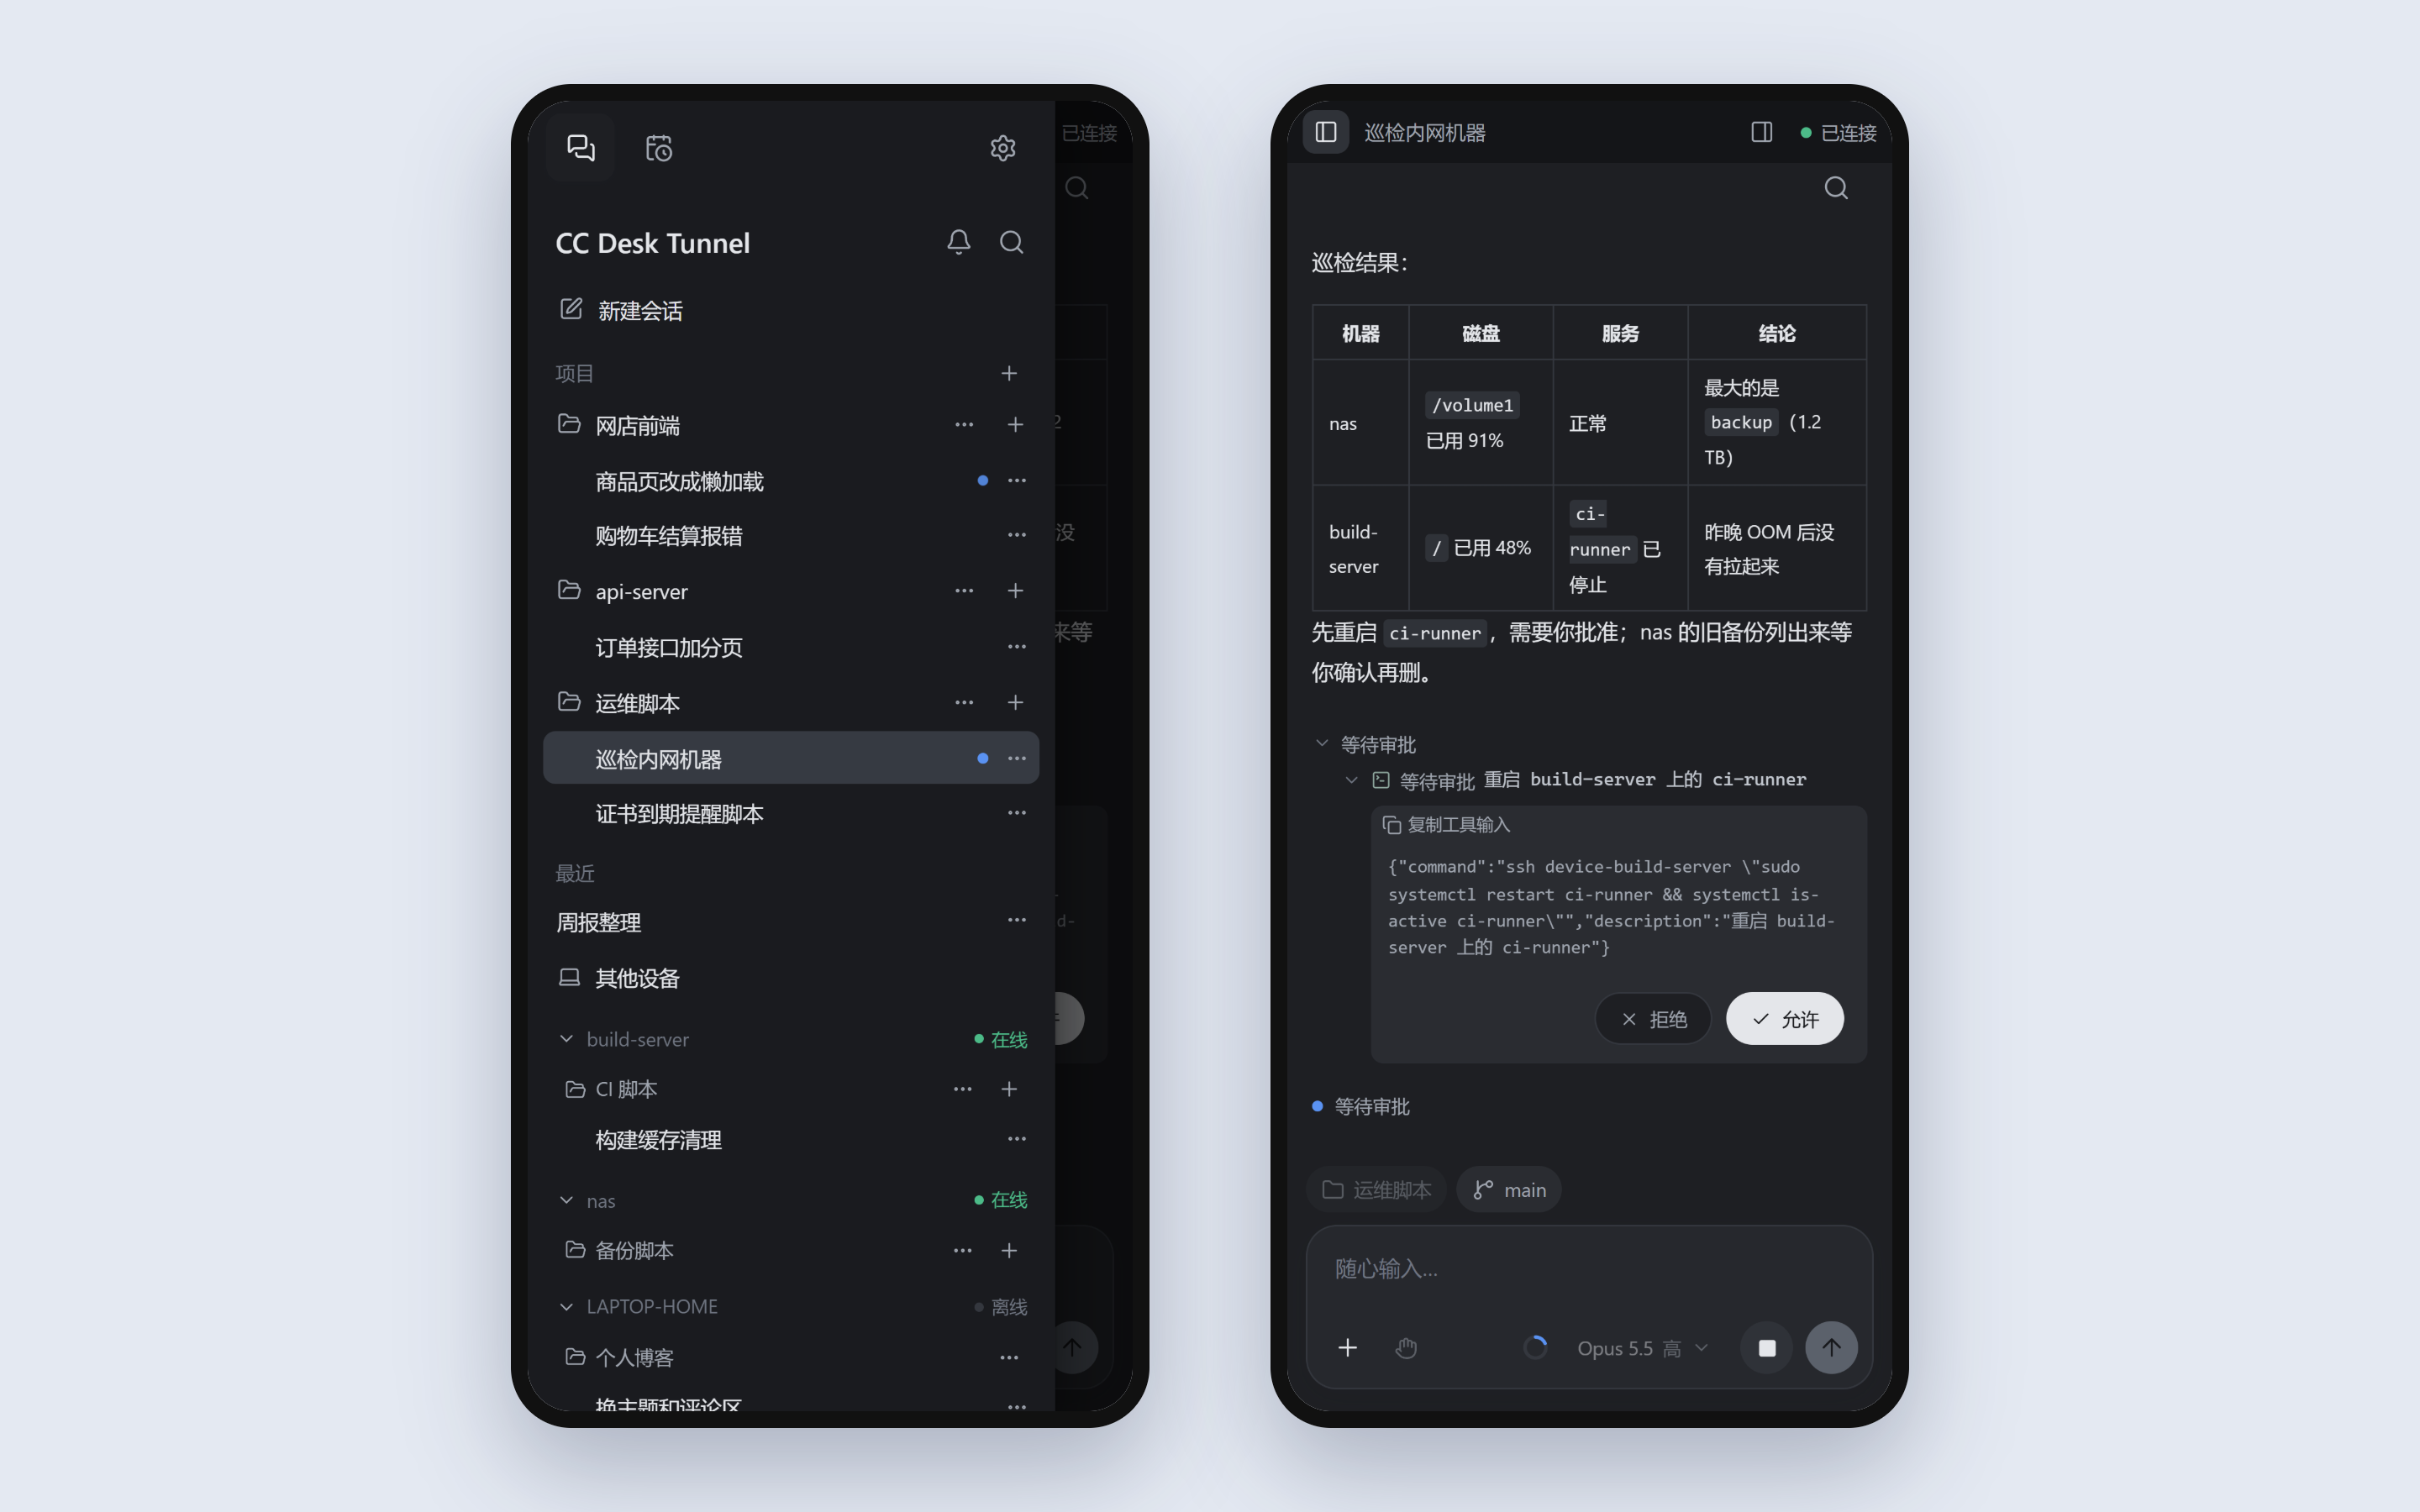 已连接
CC Desk Tunnel
新建会话
项目
网店前端
商品页改成懒加载
购物车结算报错
api-server
订单接口加分页
运维脚本
巡检内网机器
证书到期提醒脚本
最近
周报整理
其他设备
build-server 在线
CI 脚本
构建缓存清理
nas 在线
备份脚本
LAPTOP-HOME 离线
个人博客
换主题和评论区
2
没
来等
d-
巡检内网机器 已连接
巡检结果：
机器 磁盘 服务 结论
nas
/volume1
已用 91%
正常
最大的是
backup （1.2
TB）
build-
server
/ 已用 48%
ci-
runner 已
停止
昨晚 OOM 后没
有拉起来
先重启 ci-runner ，需要你批准；nas 的旧备份列出来等
你确认再删。
等待审批
等待审批 重启 build-server 上的 ci-runner
复制工具输入
{"command":"ssh device-build-server \"sudo
systemctl restart ci-runner && systemctl is-
active ci-runner\"","description":"重启 build-
server 上的 ci-runner"}
拒绝 允许
等待审批
运维脚本 main
随心输入...
Opus 5.5 高